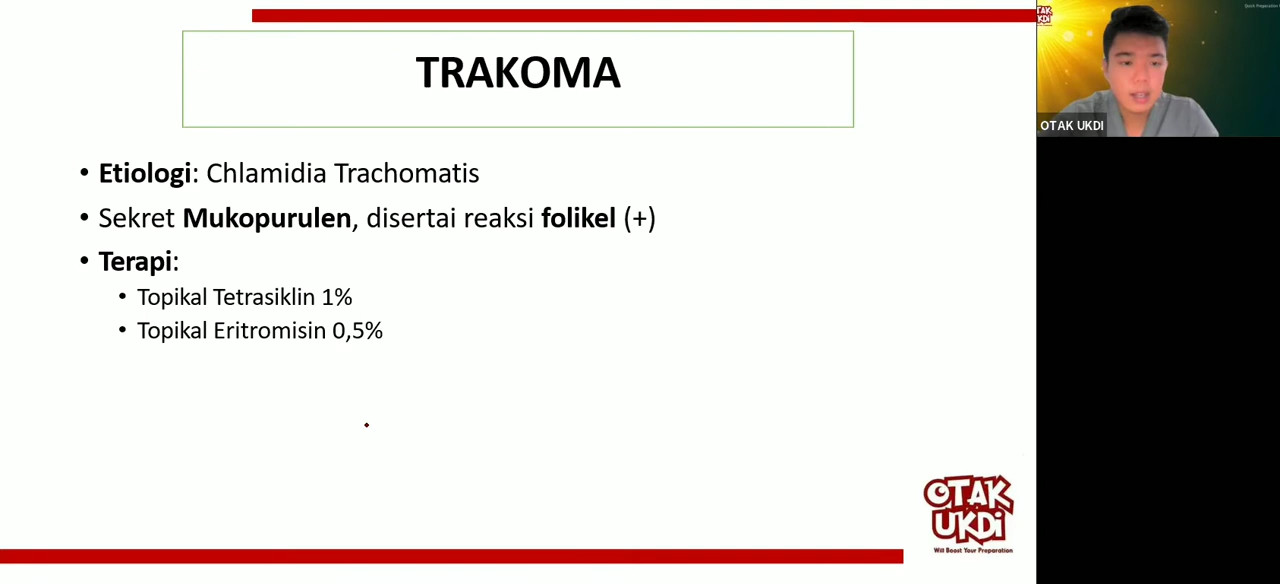 TRAKOMA
• Etiologi: Chlamidia Trachomatis
• Sekret Mukopurulen, disertai reaksi folikel (+)
• Terapi:
• Topikal Tetrasiklin 1%
• Topikal Eritromisin 0,5%
OTAK
UKDI
Will Boost Your Preparation
OTAK UKDI